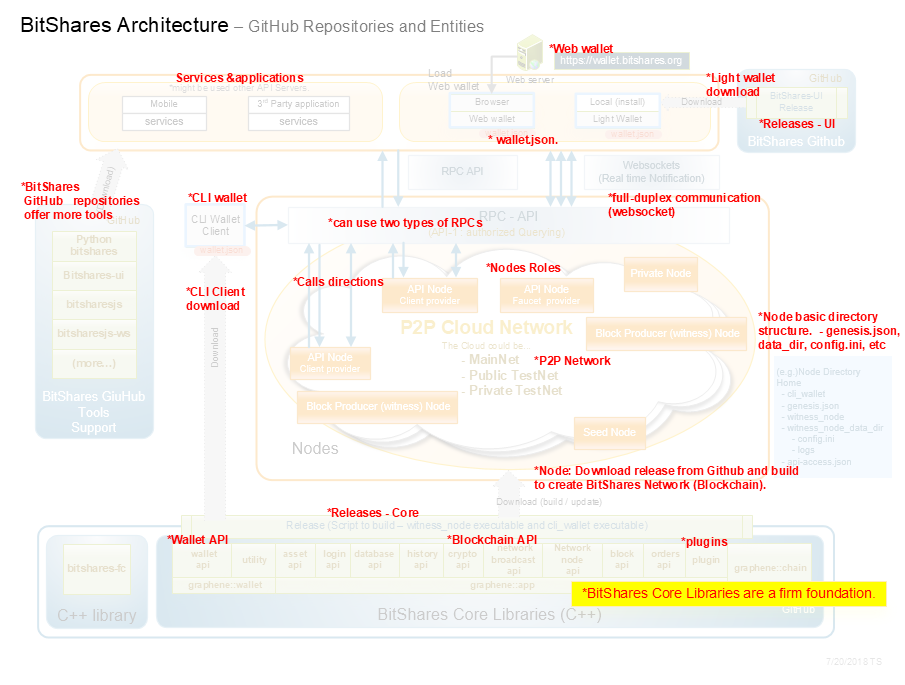 BitShares Architecture – GitHub Repositories and Entities
*Web wallet
https://wallet.bitshares.org
Load
Web wallet
Web server
Services &applications
*might be used other API Servers
Mobile
services
3rd Party application
services
Browser
Web wallet
wallet.json
Local (install)
Light Wallet
wallet.json
* wallet.json.
*Light wallet
download
Download
GitHub
BitShares-UI
Release
*Releases - UI
BitShares Github
RPC API
Websockets
(Real time Notification)
*BitShares
GitHub repositories
offer more tools
GitHub
Python
bitshares
Bitshares-ui
bitsharesjs
bitsharesjs-ws
(more...)
BitShares GiuHub
Tools
Support
*CLI wallet
CLI Wallet
Client
wallet.json
*CLI Client
download
Download
*full-duplex communication
(websocket)
RPC - API
*can use two types of RPCs
*Calls directions
*Nodes Roles
API Node
Client provider
API Node
Faucet provider
Private Node
P2P Cloud Network
The Cloud could be...
- MainNet
- Public TestNet
- Private TestNet
*P2P Network
Block Producer (witness) Node
API Node
Client provider
Block Producer (witness) Node
Seed Node
Nodes
*Node basic directory
structure. - genesis.json,
data_dir, config.ini, etc
(e.g.)Node Directory
Home
- cli_wallet
- genesis.json
- witness_node
- witness_node_data_dir
- config.ini
- logs
- api-access.json
*Node: Download release from Github and build
to create BitShares Network (Blockchain).
Download (build / update)
*Releases - Core
Release (Script to build – witness_node executable and cli_wallet executable)
*Wallet API
*Blockchain API
*plugins
wallet
api
utility
asset
api
login
api
database
api
history
api
crypto
api
network
broadcast
api
Network
node
api
block
api
orders
api
plugin
graphene::chain
graphene::wallet
graphene::app
bitshares-fc
C++ library
BitShares Core Libraries (C++)
*BitShares Core Libraries are a firm foundation.
GitHub
7/20/2018 TS